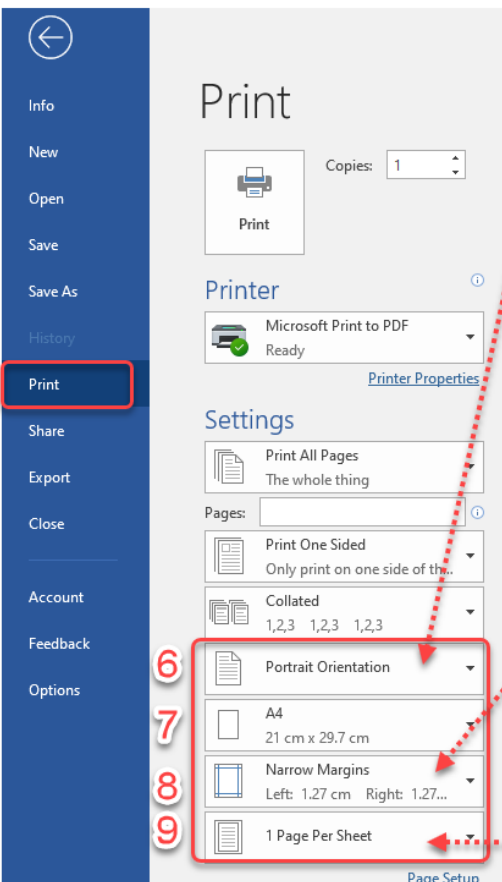 Info
New
Open
Save
Save As
History
Print
Share
Export
Close
Account
Feedback
Options
Print
Copies: 1
Print
Printer
Microsoft Print to PDF
Ready
Printer Properties
Settings
Print All Pages
The whole thing
Pages:
Print One Sided
Only print on one side of th...
Collated
1,2,3 1,2,3 1,2,3
6
Portrait Orientation
7
A4
21 cm x 29.7 cm
8
Narrow Margins
Left: 1.27 cm Right: 1.27...
9
1 Page Per Sheet
Page Setup